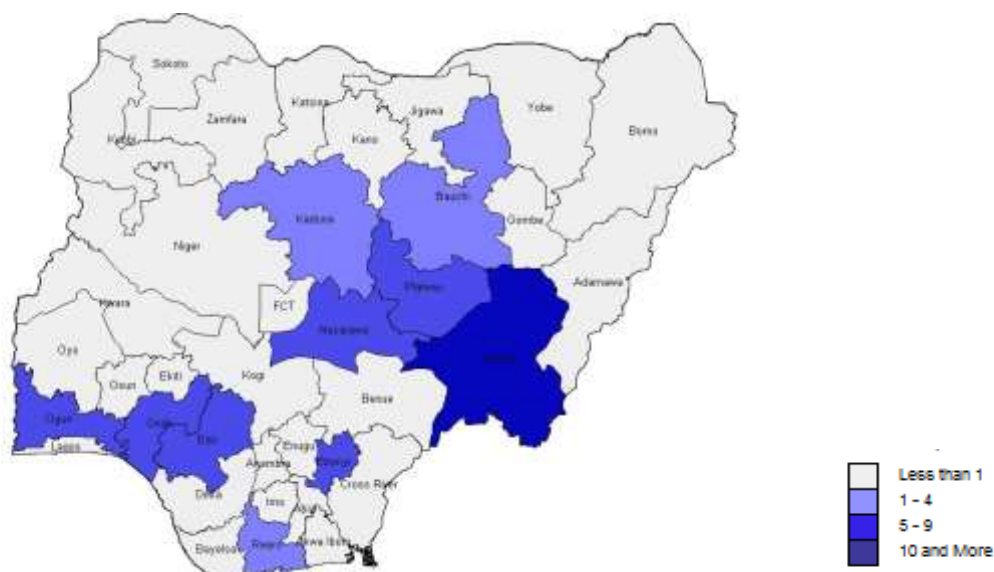 Sokoto
Katsina
Jigawa
Yobe
Borno
Zamfara
Kano
Kebbi
Bauchi
Gombe
Kaduna
Niger
Adamawa
Plateau
FCT
Kwara
Nasarawa
Oyo
Kogi
Ekiti
Osun
Benue
Ogun
Ondo
Edo
Lagos
Enugu
Ebonyi
Anambra
Cross River
Delta
Imo
Abia
Akwa Ibom
Rivers
Bayelsa
Less than 1
1 - 4
5 - 9
10 and More